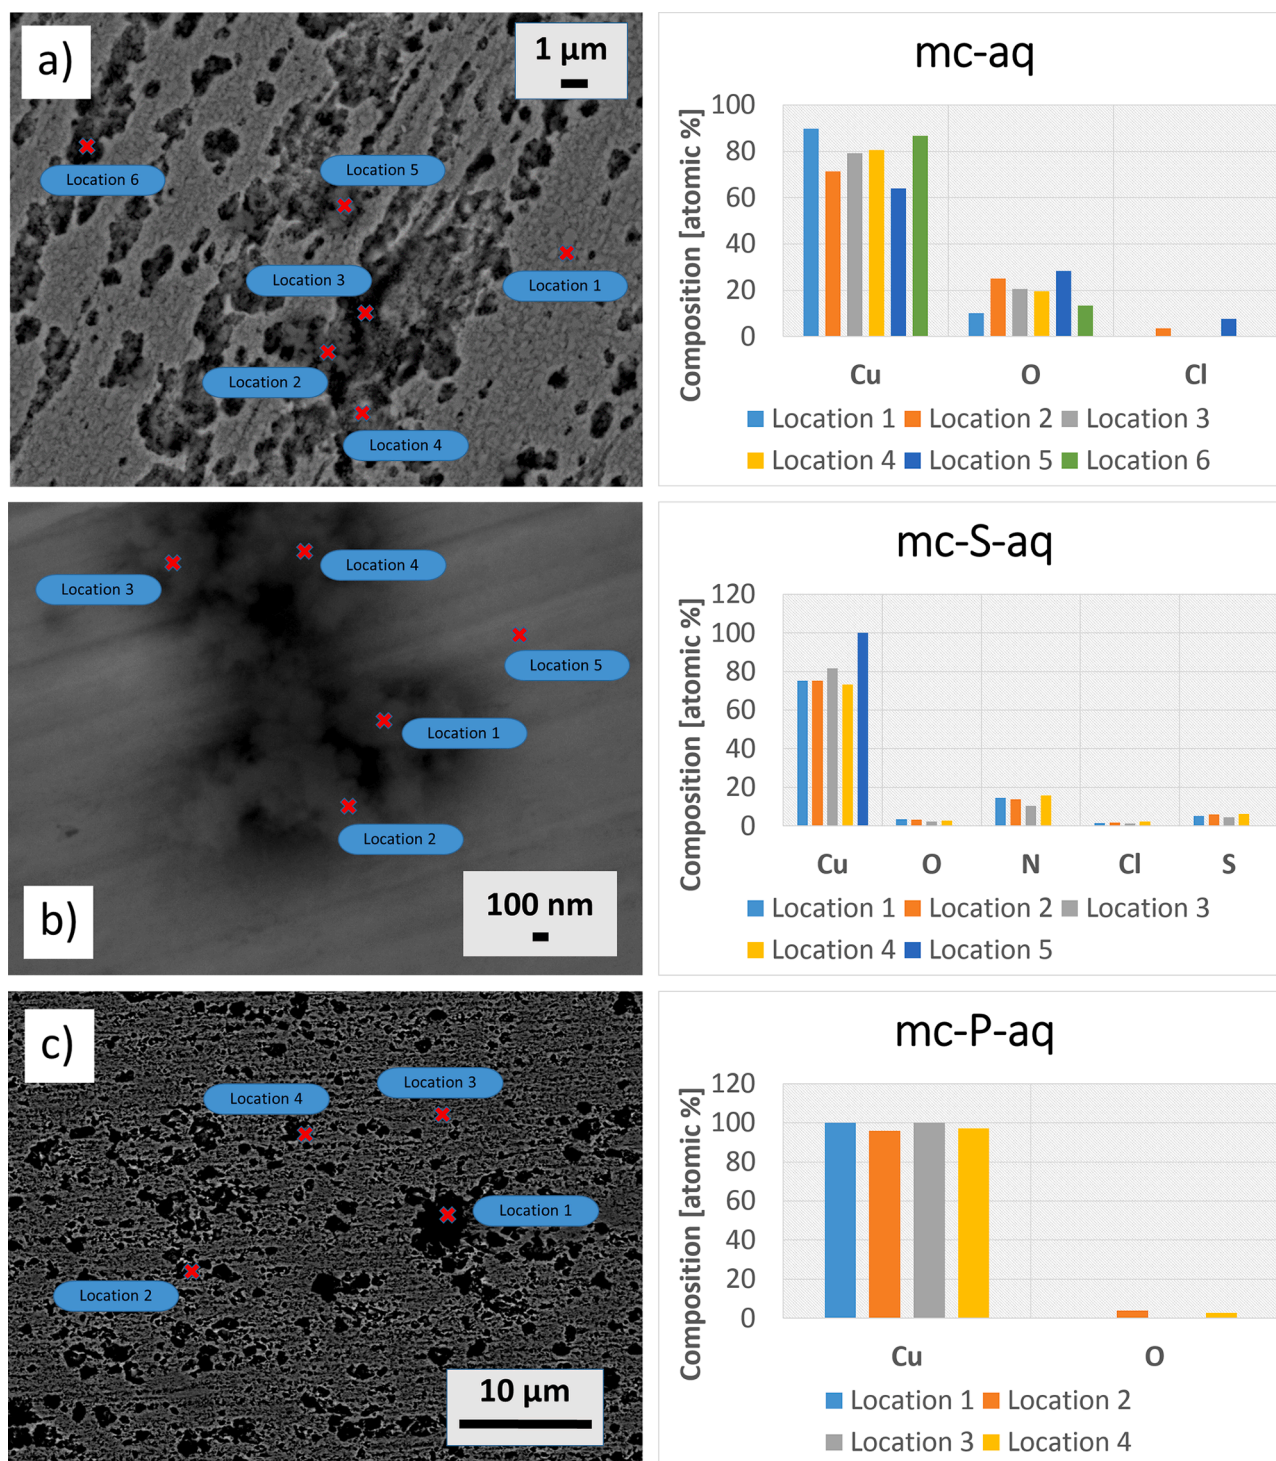 a)
1 µm
Location 6
Location 5
Location 3
Location 1
Location 2
Location 4
mc-aq
Composition [atomic %]
100
80
60
40
20
0
Cu O Cl
Location 1 Location 2 Location 3
Location 4 Location 5 Location 6
b)
100 nm
Location 3
Location 4
Location 5
Location 1
Location 2
mc-S-aq
Composition [atomic %]
120
100
80
60
40
20
0
Cu O N Cl S
Location 1 Location 2 Location 3
Location 4 Location 5
c)
Location 3
Location 4
Location 1
Location 2
10 µm
mc-P-aq
Composition [atomic %]
120
100
80
60
40
20
0
Cu O
Location 1 Location 2
Location 3 Location 4